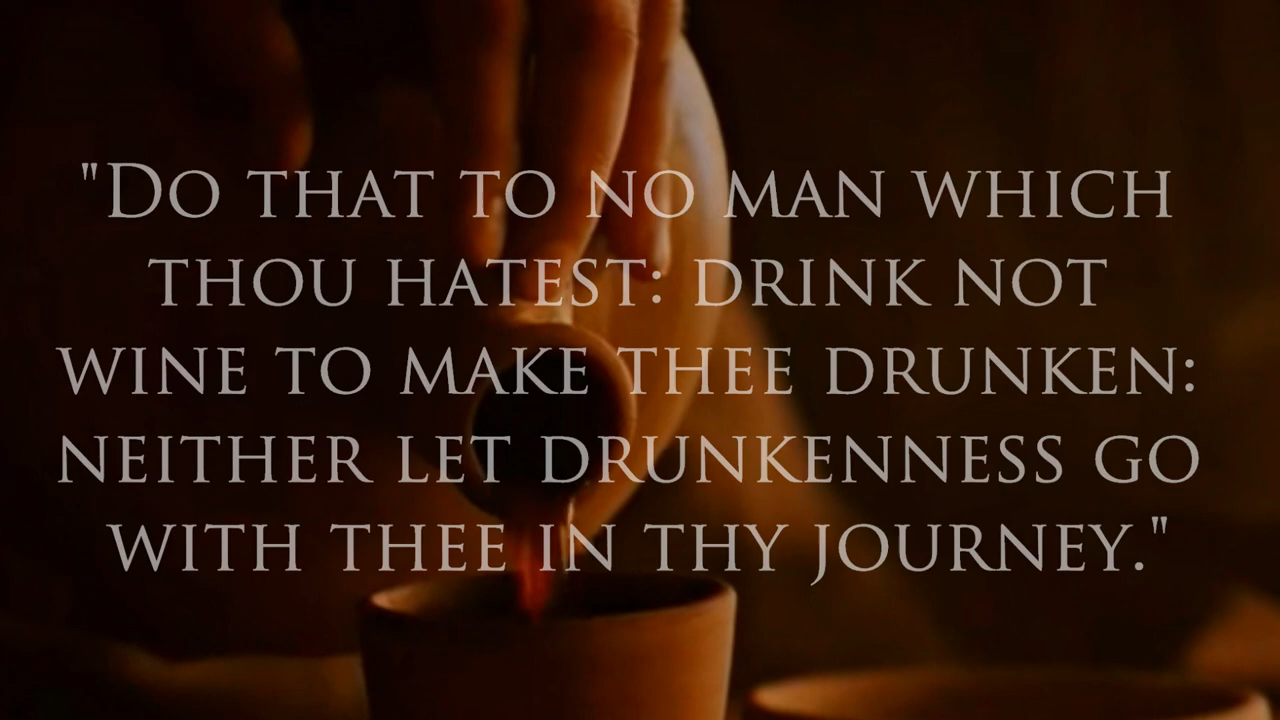 "Do that to no man which
thou hatest: drink not
wine to make thee drunken:
neither let drunkenness go
with thee in thy journey."